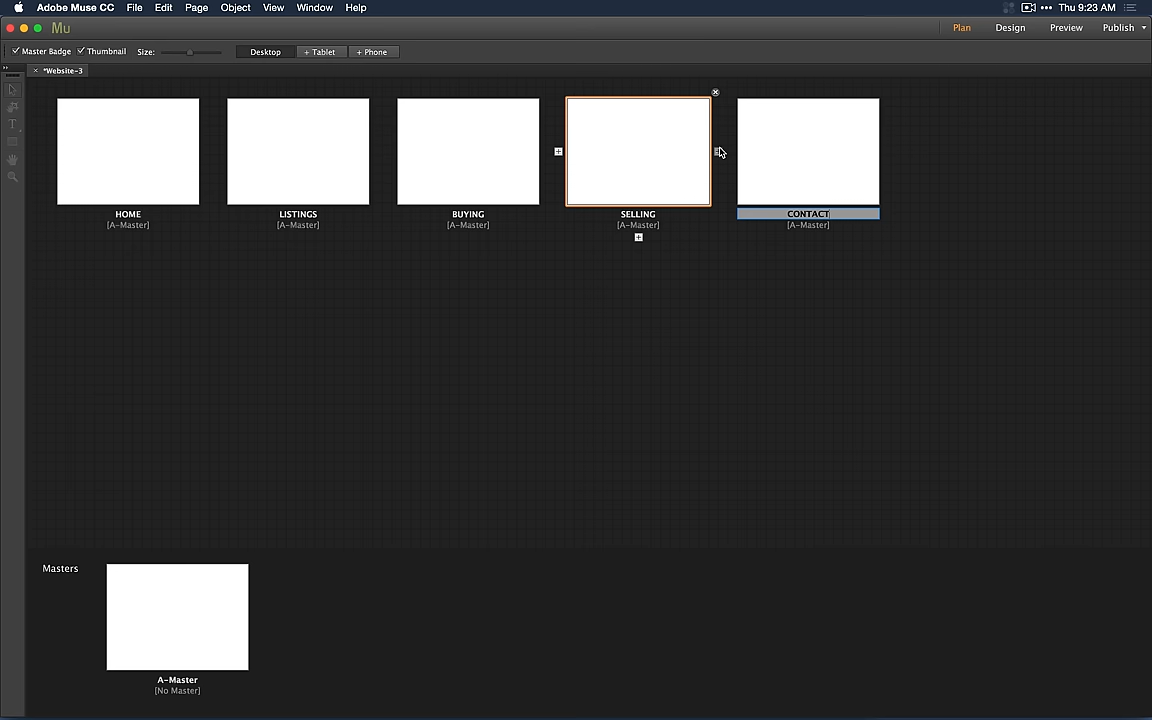 Adobe Muse CC File Edit Page Object View Window Help Thu 9:23 AM
Mu Plan Design Preview Publish
Master Badge Thumbnail Size: Desktop + Tablet + Phone
× *Website-3
HOME LISTINGS BUYING SELLING CONTACT
[A-Master] [A-Master] [A-Master] [A-Master] [A-Master]
Masters
A-Master
[No Master]